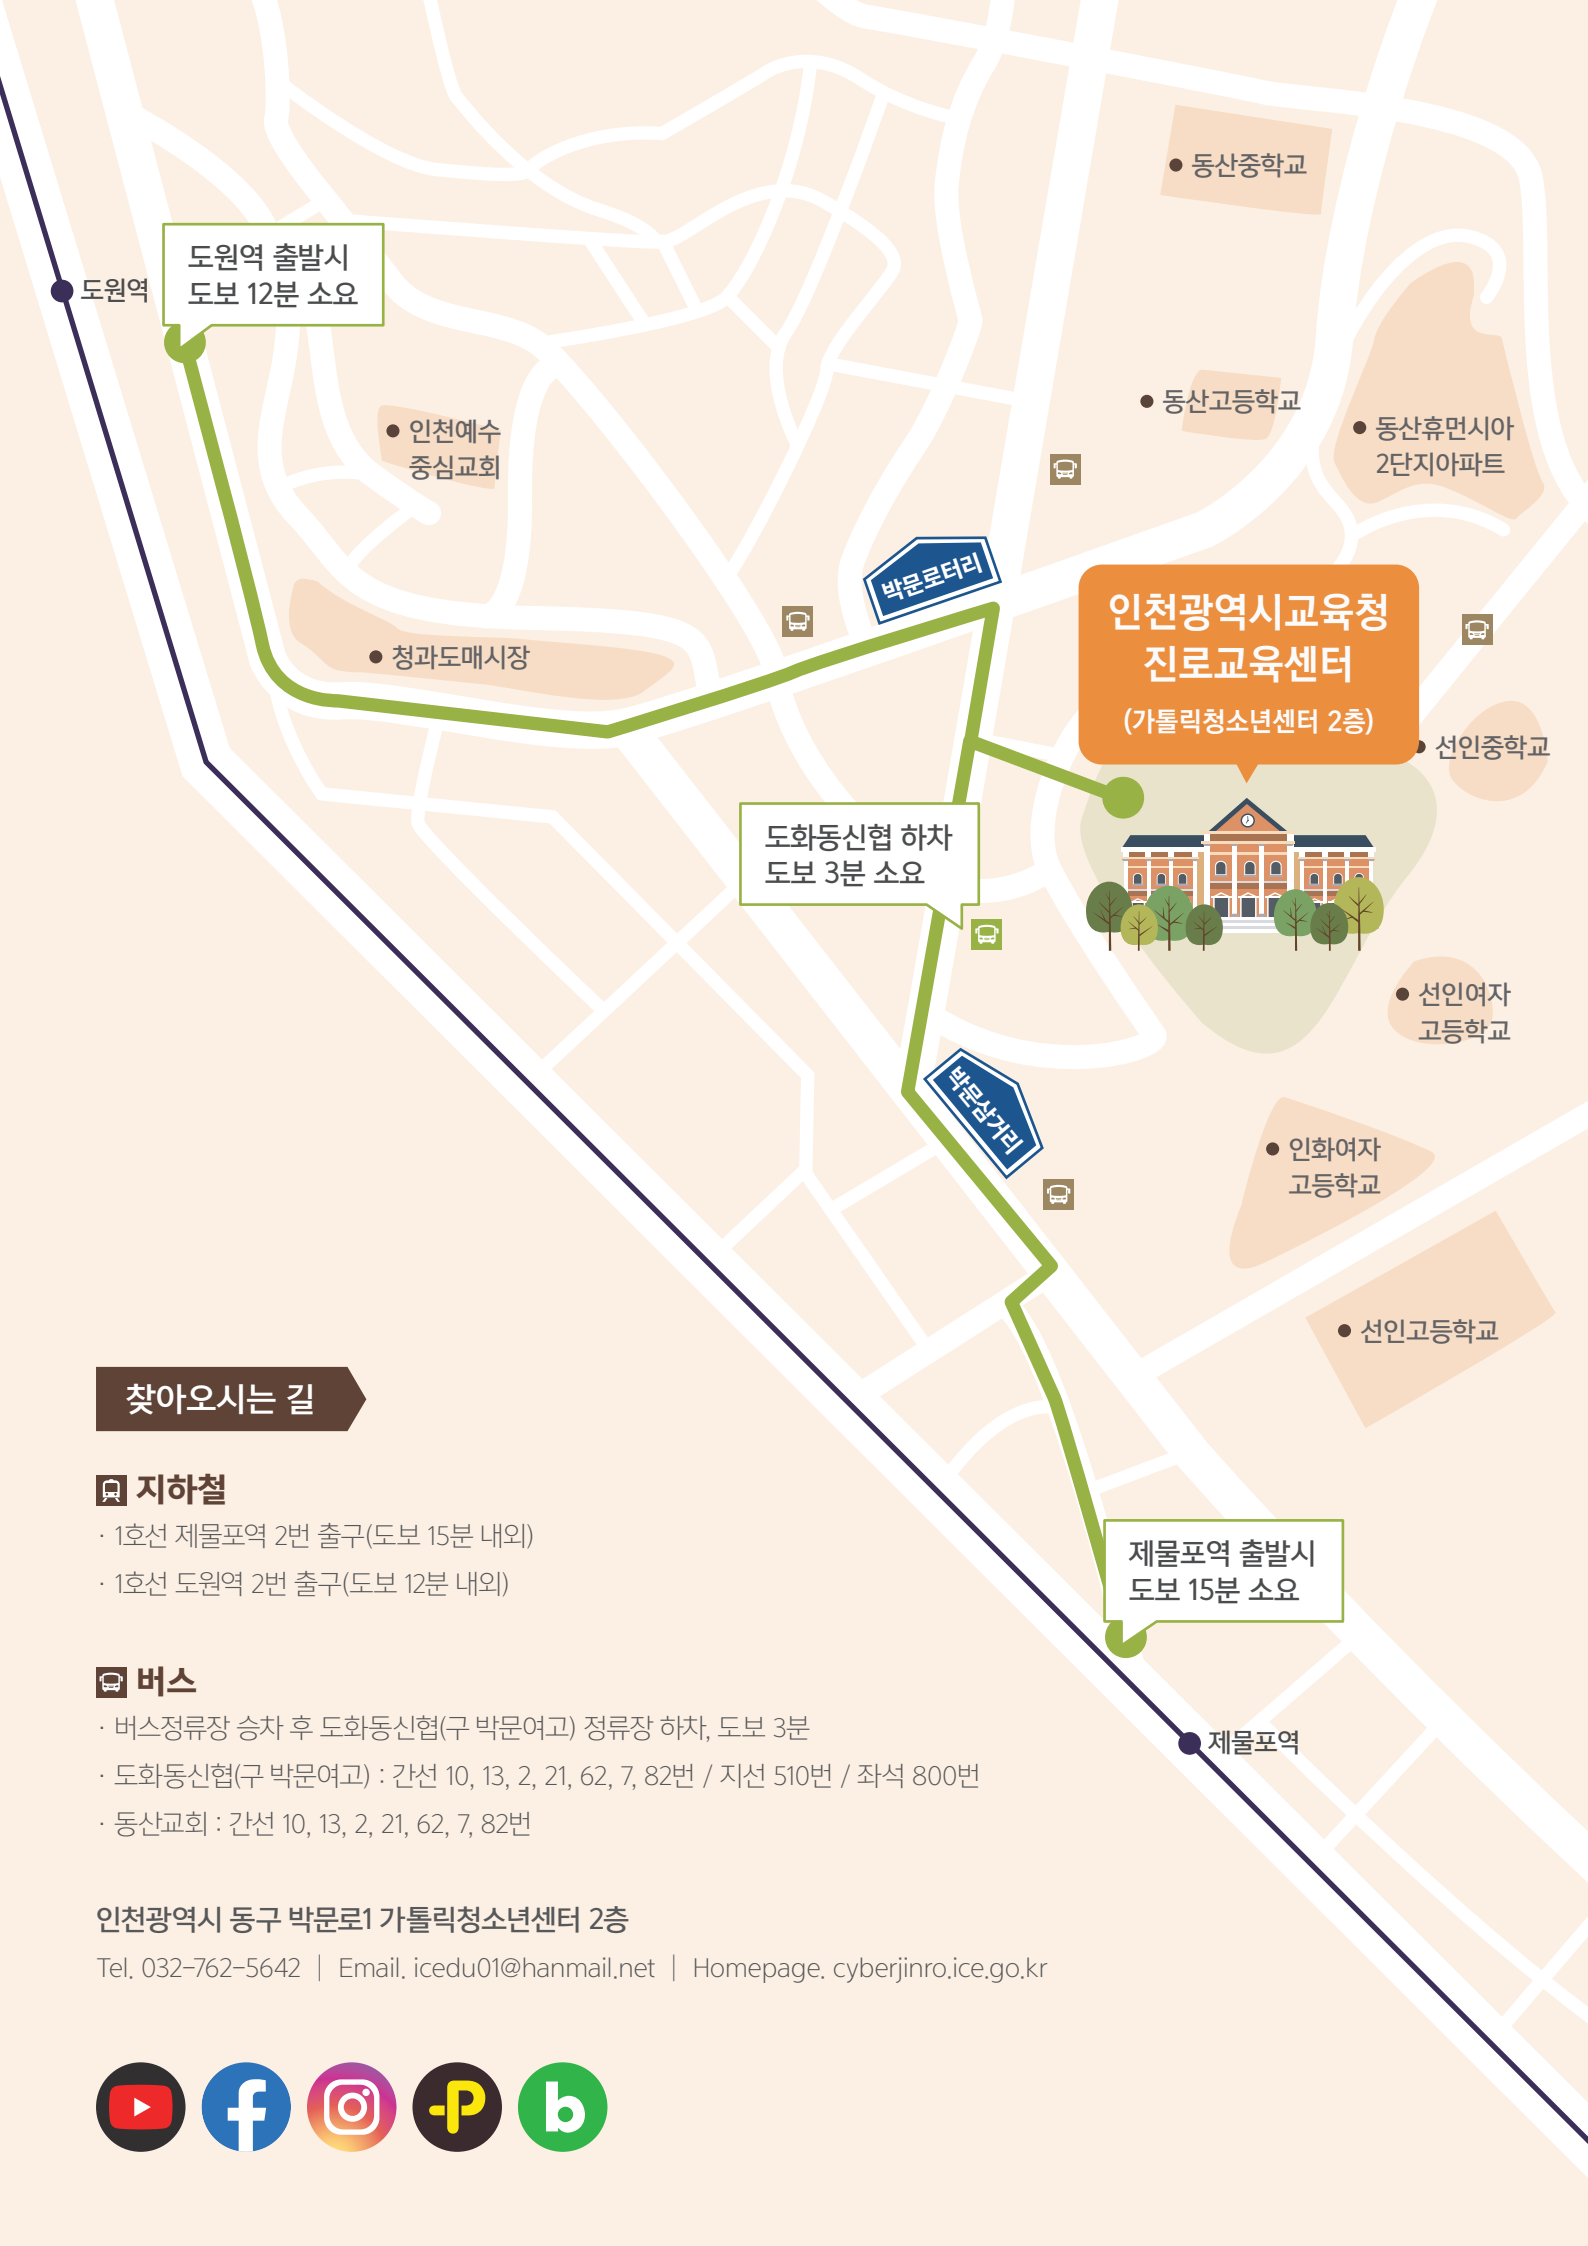 동산중학교
도원역 출발시
도보 12분 소요
도원역
동산고등학교
동산휴먼시아
2단지아파트
인천예수
중심교회
박문로터리
인천광역시교육청
진로교육센터
(가톨릭청소년센터 2층)
청과도매시장
선인중학교
도화동신협 하차
도보 3분 소요
선인여자
고등학교
박문삼거리
인화여자
고등학교
선인고등학교
찾아오시는 길
지하철
· 1호선 제물포역 2번 출구(도보 15분 내외)
· 1호선 도원역 2번 출구(도보 12분 내외)
제물포역 출발시
도보 15분 소요
제물포역
버스
· 버스정류장 승차 후 도화동신협(구 박문여고) 정류장 하차, 도보 3분
· 도화동신협(구 박문여고) : 간선 10, 13, 2, 21, 62, 7, 82번 / 지선 510번 / 좌석 800번
· 동산교회 : 간선 10, 13, 2, 21, 62, 7, 82번
인천광역시 동구 박문로1 가톨릭청소년센터 2층
Tel. 032-762-5642 | Email. icedu01@hanmail.net | Homepage. cyberjinro.ice.go.kr